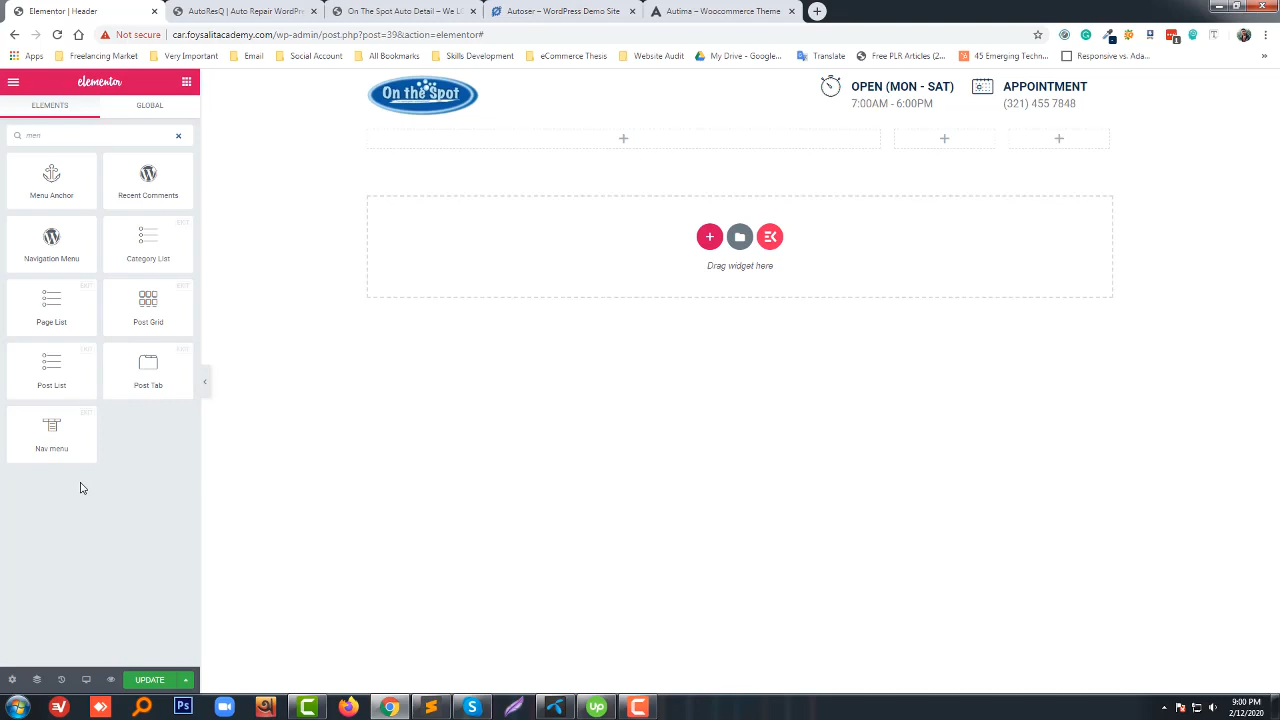 Elementor | Header
AutoResQ | Auto Repair WordPre
On The Spot Auto Detail – We LO
Autoser – WordPress Demo Site
Autima – Woocommerce Theme
Not secure
car.foysalitacademy.com/wp-admin/post.php?post=39&action=elementor#
Apps
Freelancing Market
Very Important
Email
Social Account
All Bookmarks
Skills Development
eCommerce Thesis
Website Audit
My Drive - Google...
Translate
Free PLR Articles (2...
45 Emerging Techn...
Responsive vs. Ada...
elementor
ELEMENTS
GLOBAL
men
Menu Anchor
Recent Comments
Navigation Menu
Category List
Page List
Post Grid
Post List
Post Tab
Nav menu
UPDATE
On the Spot
OPEN (MON - SAT)
7:00AM - 6:00PM
APPOINTMENT
(321) 455 7848
Drag widget here
9:00 PM
2/12/2020